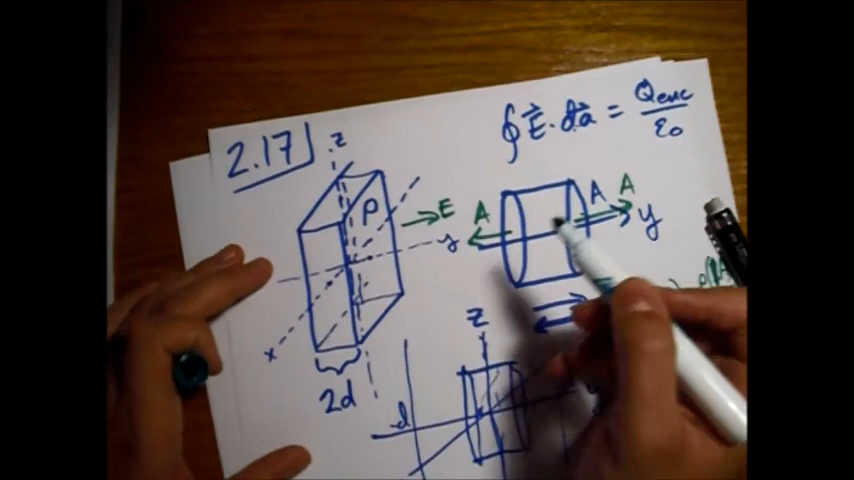 2.17
∮E⃗·da⃗ = Qenc/ε₀
z
ρ
E
y
x
2d
A
A
A
y
z
-d